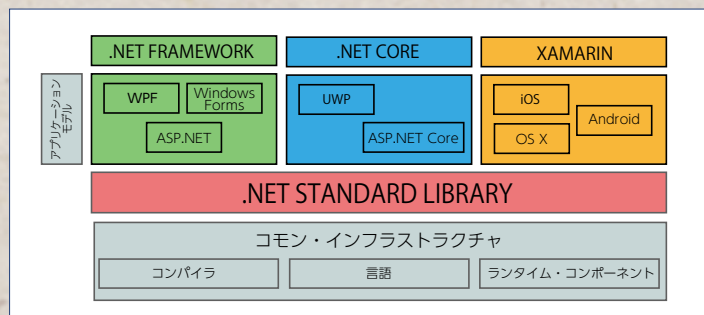 .NET FRAMEWORK
.NET CORE
XAMARIN
アプリケーション
モデル
WPF
Windows
Forms
ASP.NET
UWP
ASP.NET Core
iOS
Android
OS X
.NET STANDARD LIBRARY
コモン・インフラストラクチャ
コンパイラ
言語
ランタイム・コンポーネント